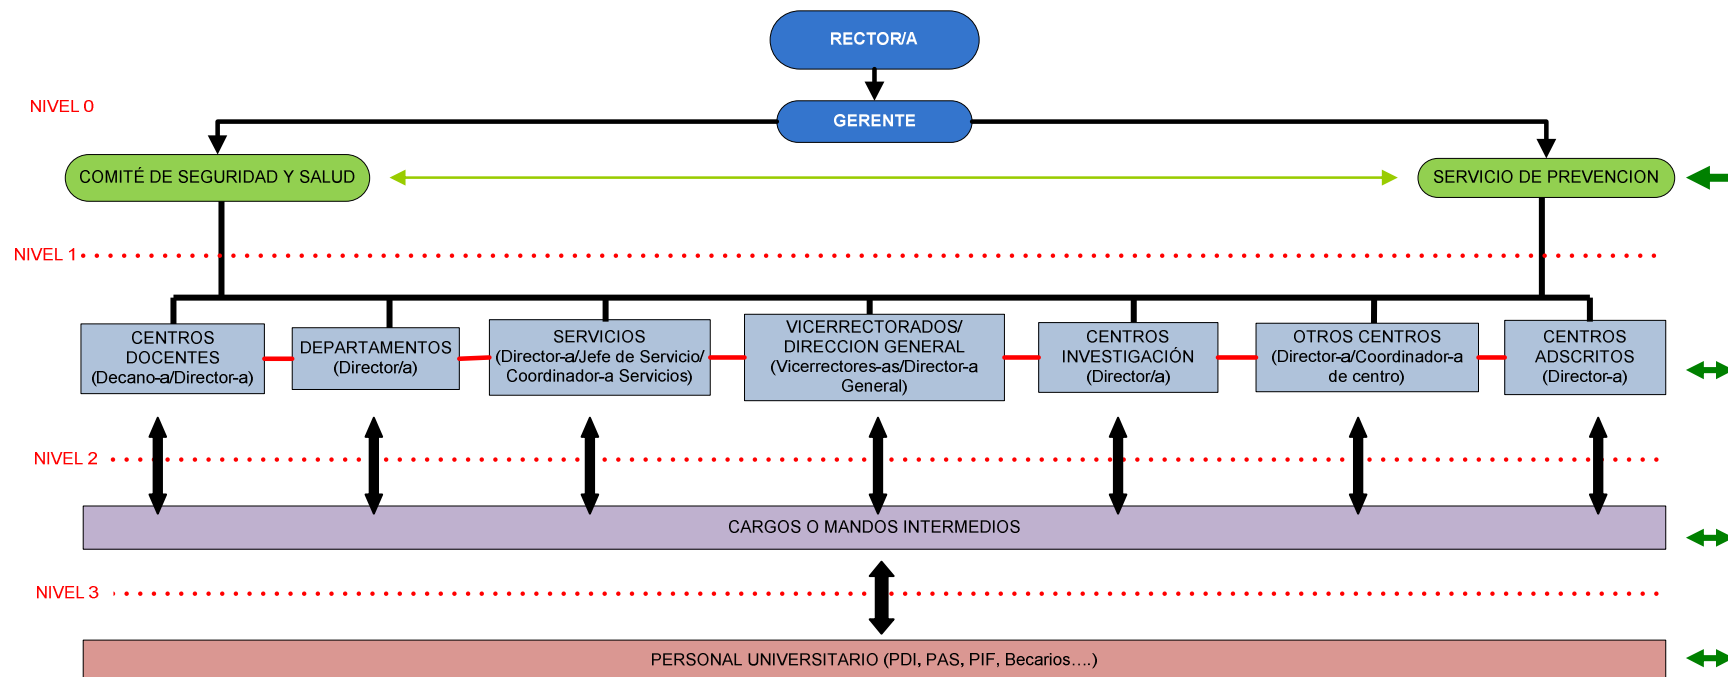 RECTOR/A
NIVEL 0
GERENTE
COMITÉ DE SEGURIDAD Y SALUD
SERVICIO DE PREVENCION
NIVEL 1
CENTROS
DOCENTES
(Decano-a/Director-a)
DEPARTAMENTOS
(Director/a)
SERVICIOS
(Director-a/Jefe de Servicio/
Coordinador-a Servicios)
VICERRECTORADOS/
DIRECCION GENERAL
(Vicerrectores-as/Director-a
General)
CENTROS
INVESTIGACIÓN
(Director/a)
OTROS CENTROS
(Director-a/Coordinador-a
de centro)
CENTROS
ADSCRITOS
(Director-a)
NIVEL 2
CARGOS O MANDOS INTERMEDIOS
NIVEL 3
PERSONAL UNIVERSITARIO (PDI, PAS, PIF, Becarios….)